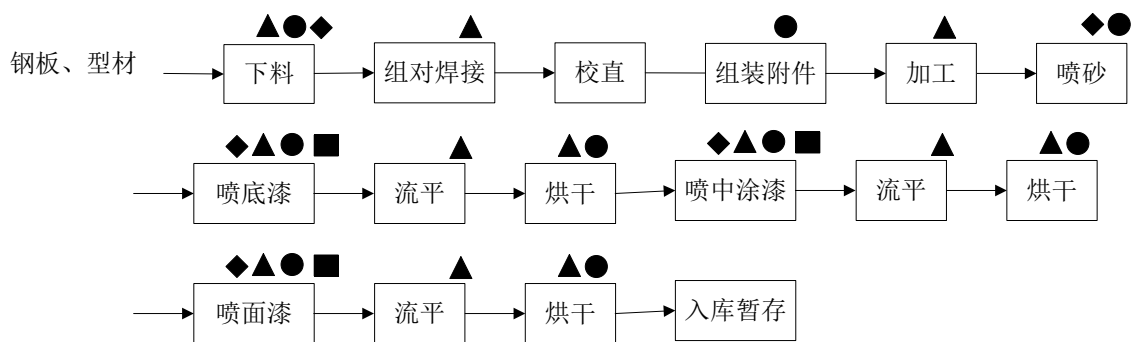 钢板、型材 下料 组对焊接 校直 组装附件 加工 喷砂
喷底漆 流平 烘干 喷中涂漆 流平 烘干
喷面漆 流平 烘干 入库暂存